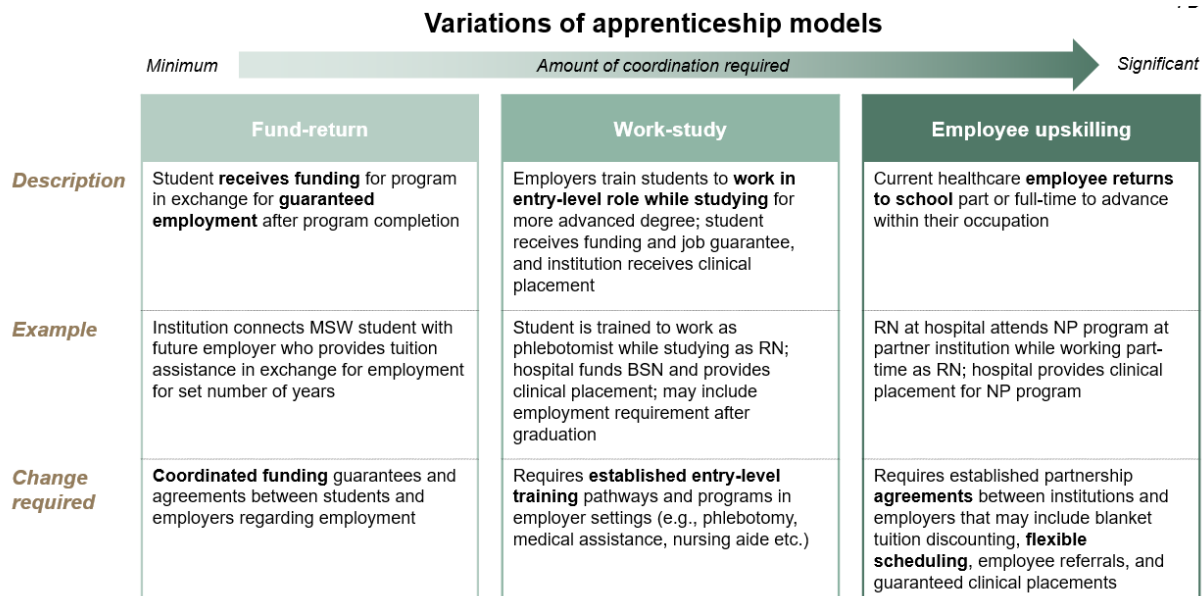 Variations of apprenticeship models
Minimum
Amount of coordination required
Significant
Fund-return
Work-study
Employee upskilling
Description
Student receives funding for program
in exchange for guaranteed
employment after program completion
Employers train students to work in
entry-level role while studying for
more advanced degree; student
receives funding and job guarantee,
and institution receives clinical
placement
Current healthcare employee returns
to school part or full-time to advance
within their occupation
Example
Institution connects MSW student with
future employer who provides tuition
assistance in exchange for employment
for set number of years
Student is trained to work as
phlebotomist while studying as RN;
hospital funds BSN and provides
clinical placement; may include
employment requirement after
graduation
RN at hospital attends NP program at
partner institution while working part-
time as RN; hospital provides clinical
placement for NP program
Change
required
Coordinated funding guarantees and
agreements between students and
employers regarding employment
Requires established entry-level
training pathways and programs in
employer settings (e.g., phlebotomy,
medical assistance, nursing aide etc.)
Requires established partnership
agreements between institutions and
employers that may include blanket
tuition discounting, flexible
scheduling, employee referrals, and
guaranteed clinical placements